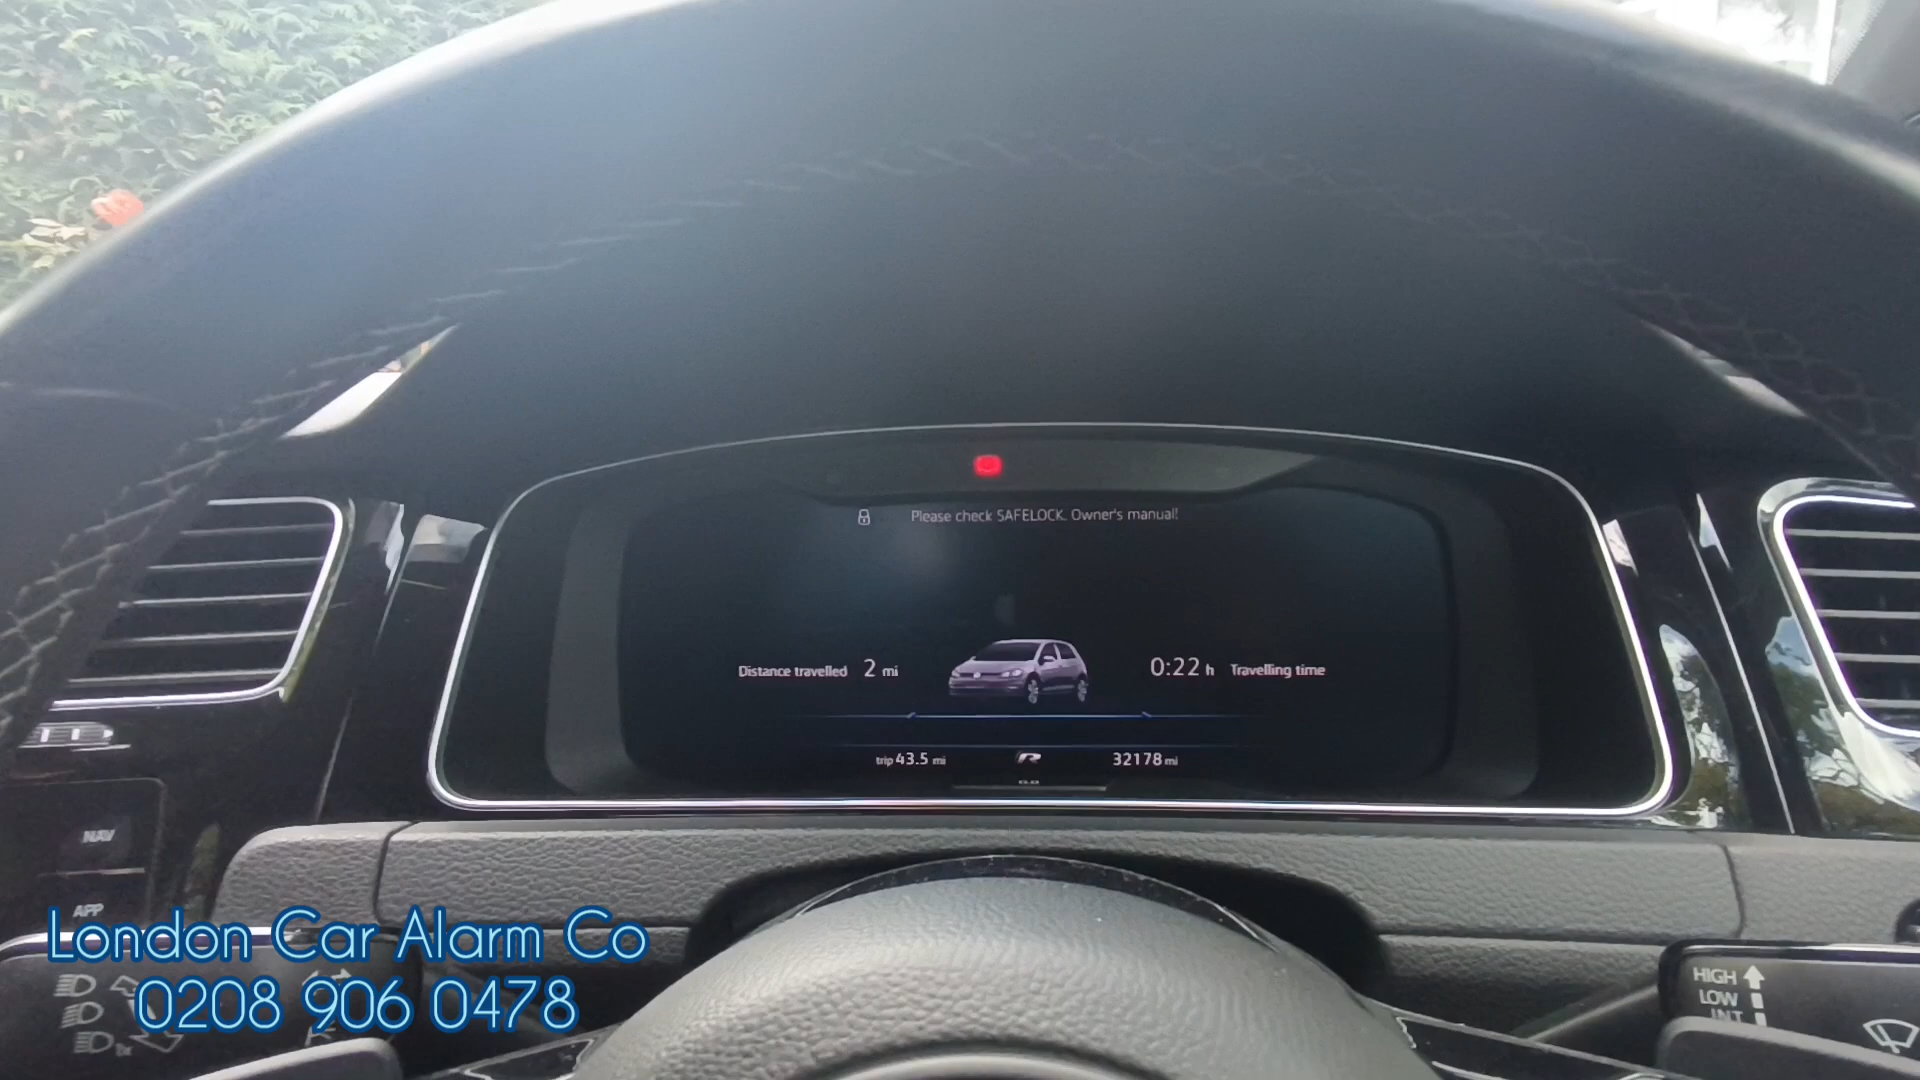 Please check SAFELOCK. Owner's manual!
Distance travelled 2 mi
0:22 h Travelling time
trip 43.5 mi
R
32178 mi
NAV
APP
London Car Alarm Co
0208 906 0478
HIGH
LOW
INT